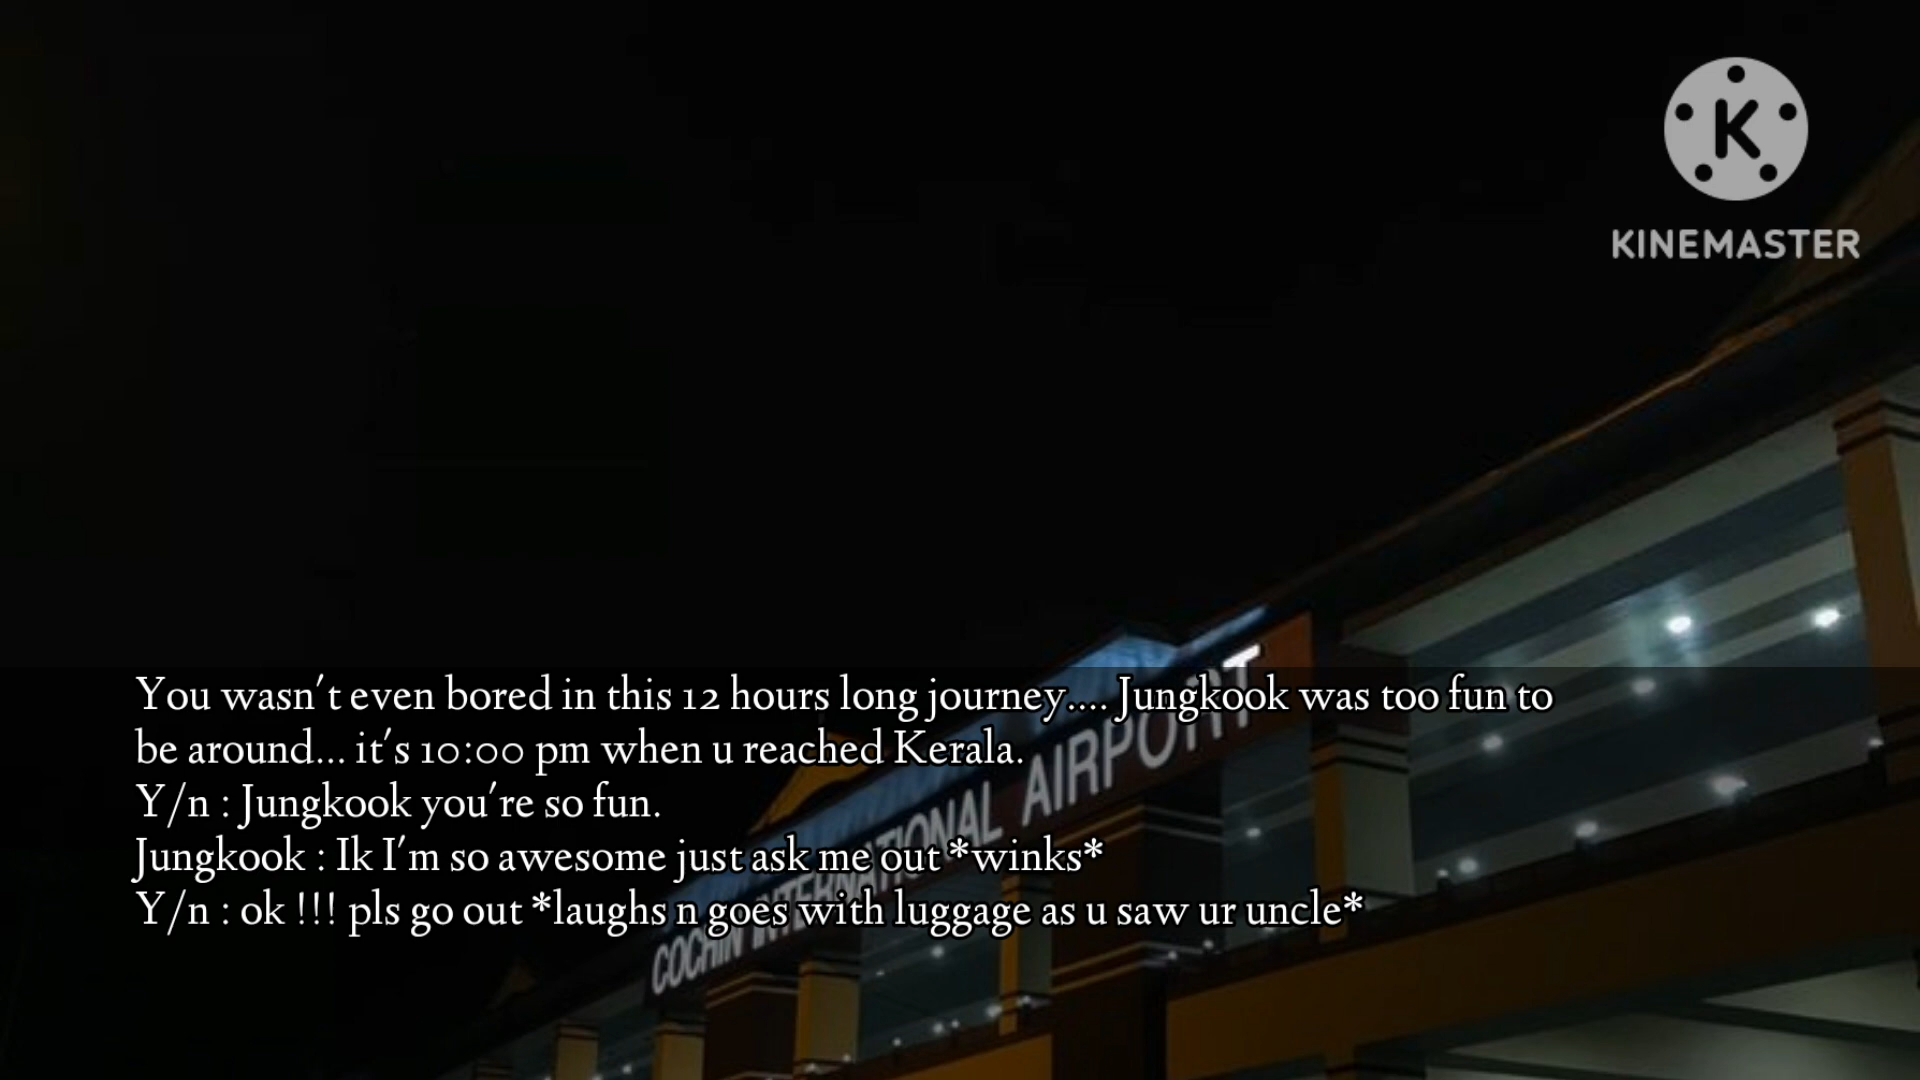 K
KINEMASTER
You wasn't even bored in this 12 hours long journey.... Jungkook was too fun to
be around... it's 10:00 pm when u reached Kerala.
Y/n : Jungkook you're so fun.
Jungkook : Ik I'm so awesome just ask me out *winks*
Y/n : ok !!! pls go out *laughs n goes with luggage as u saw ur uncle*
COCHIN INTERNATIONAL AIRPORT